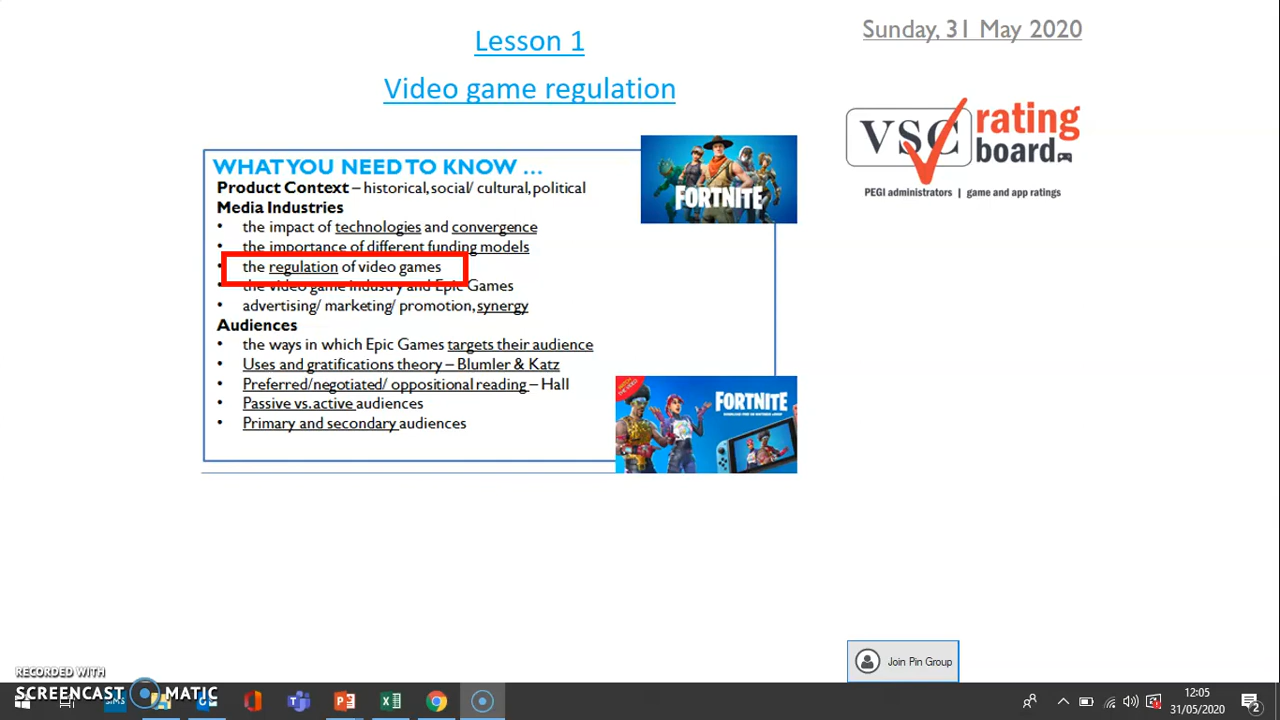 Lesson 1
Sunday, 31 May 2020
Video game regulation
VSC rating board
PEGI administrators | game and app ratings
WHAT YOU NEED TO KNOW …
Product Context – historical, social/ cultural, political
Media Industries
• the impact of technologies and convergence
• the importance of different funding models
• the regulation of video games
• the video game industry and Epic Games
• advertising/ marketing/ promotion, synergy
Audiences
• the ways in which Epic Games targets their audience
• Uses and gratifications theory – Blumler & Katz
• Preferred/negotiated/ oppositional reading – Hall
• Passive vs. active audiences
• Primary and secondary audiences
FORTNITE
FORTNITE
Join Pin Group
RECORDED WITH
SCREENCAST MATIC
SIMS
12:05
31/05/2020
2